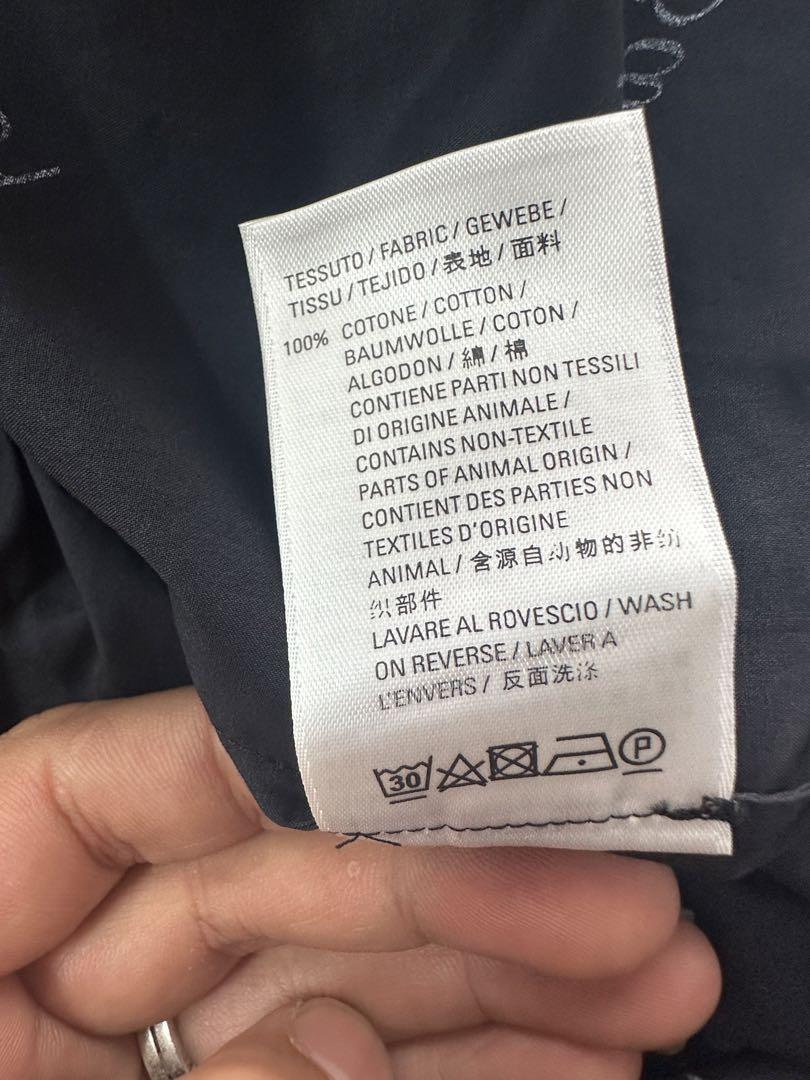 TESSUTO / FABRIC / GEWEBE /
TISSU / TEJIDO / 表地 / 面料
100% COTONE / COTTON /
BAUMWOLLE / COTON /
ALGODON / 綿 / 棉
CONTIENE PARTI NON TESSILI
DI ORIGINE ANIMALE /
CONTAINS NON-TEXTILE
PARTS OF ANIMAL ORIGIN /
CONTIENT DES PARTIES NON
TEXTILES D'ORIGINE
ANIMAL / 含源自动物的非纺
织部件
LAVARE AL ROVESCIO / WASH
ON REVERSE / LAVER A
L'ENVERS / 反面洗涤
30 P